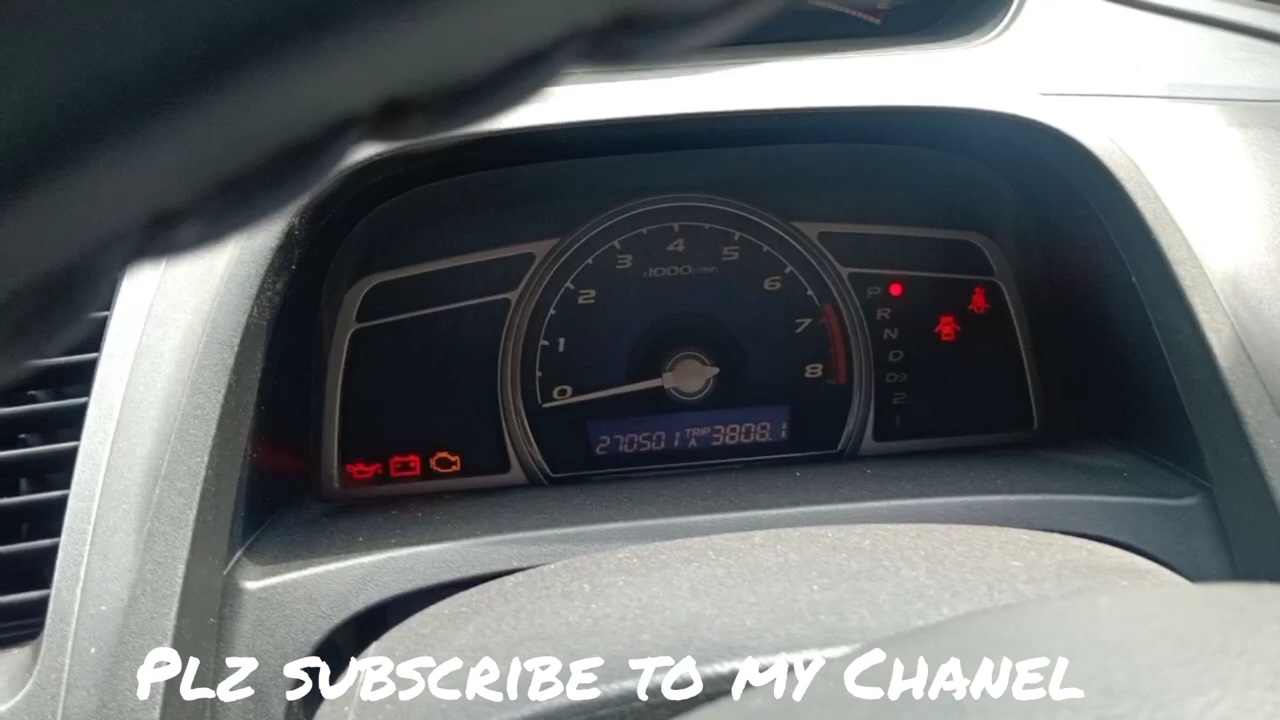 4
3 5
x1000r/min
2 6
1 7
0 8
270501 TRIP A 3808.1
P
R
N
D
D3
2
1
Plz subscribe to my Chanel